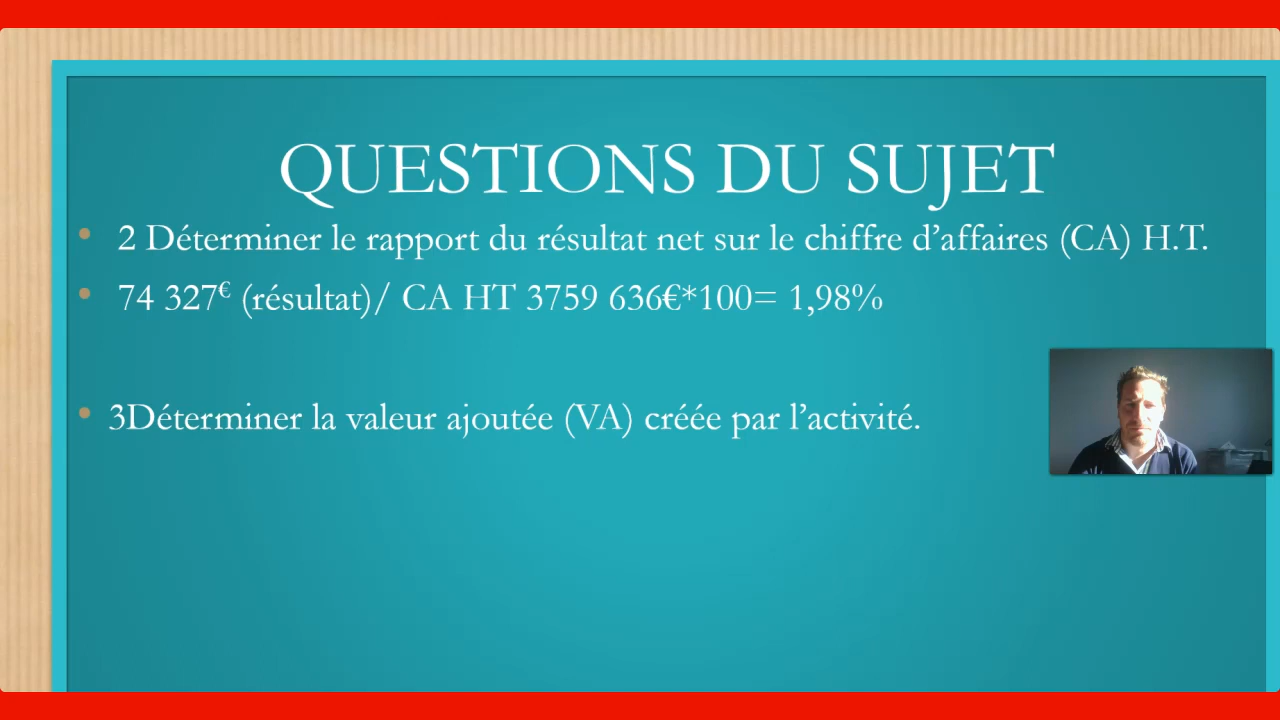 QUESTIONS DU SUJET
• 2 Déterminer le rapport du résultat net sur le chiffre d’affaires (CA) H.T.
• 74 327€ (résultat)/ CA HT 3759 636€*100= 1,98%
• 3Déterminer la valeur ajoutée (VA) créée par l’activité.